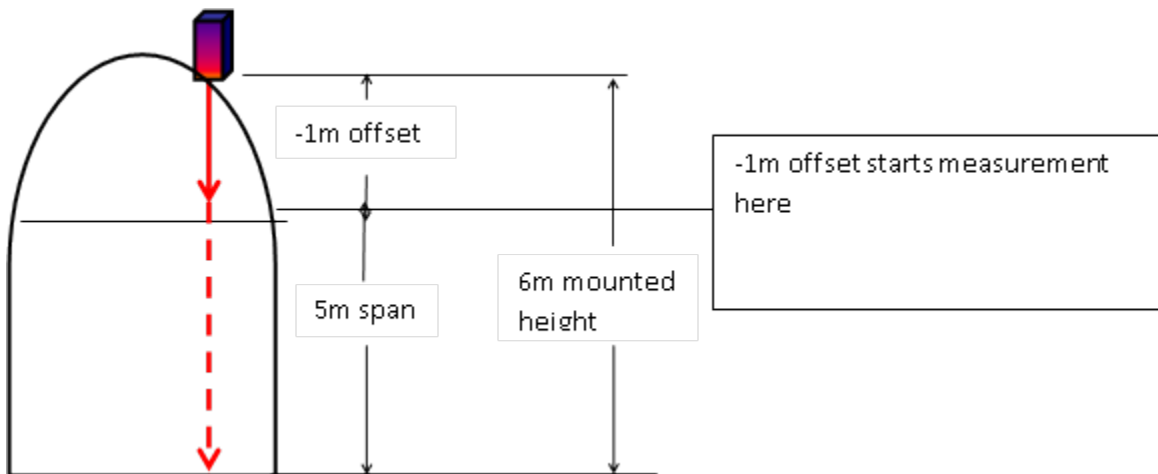 -1m offset
-1m offset starts measurement
here
5m span
6m mounted
height